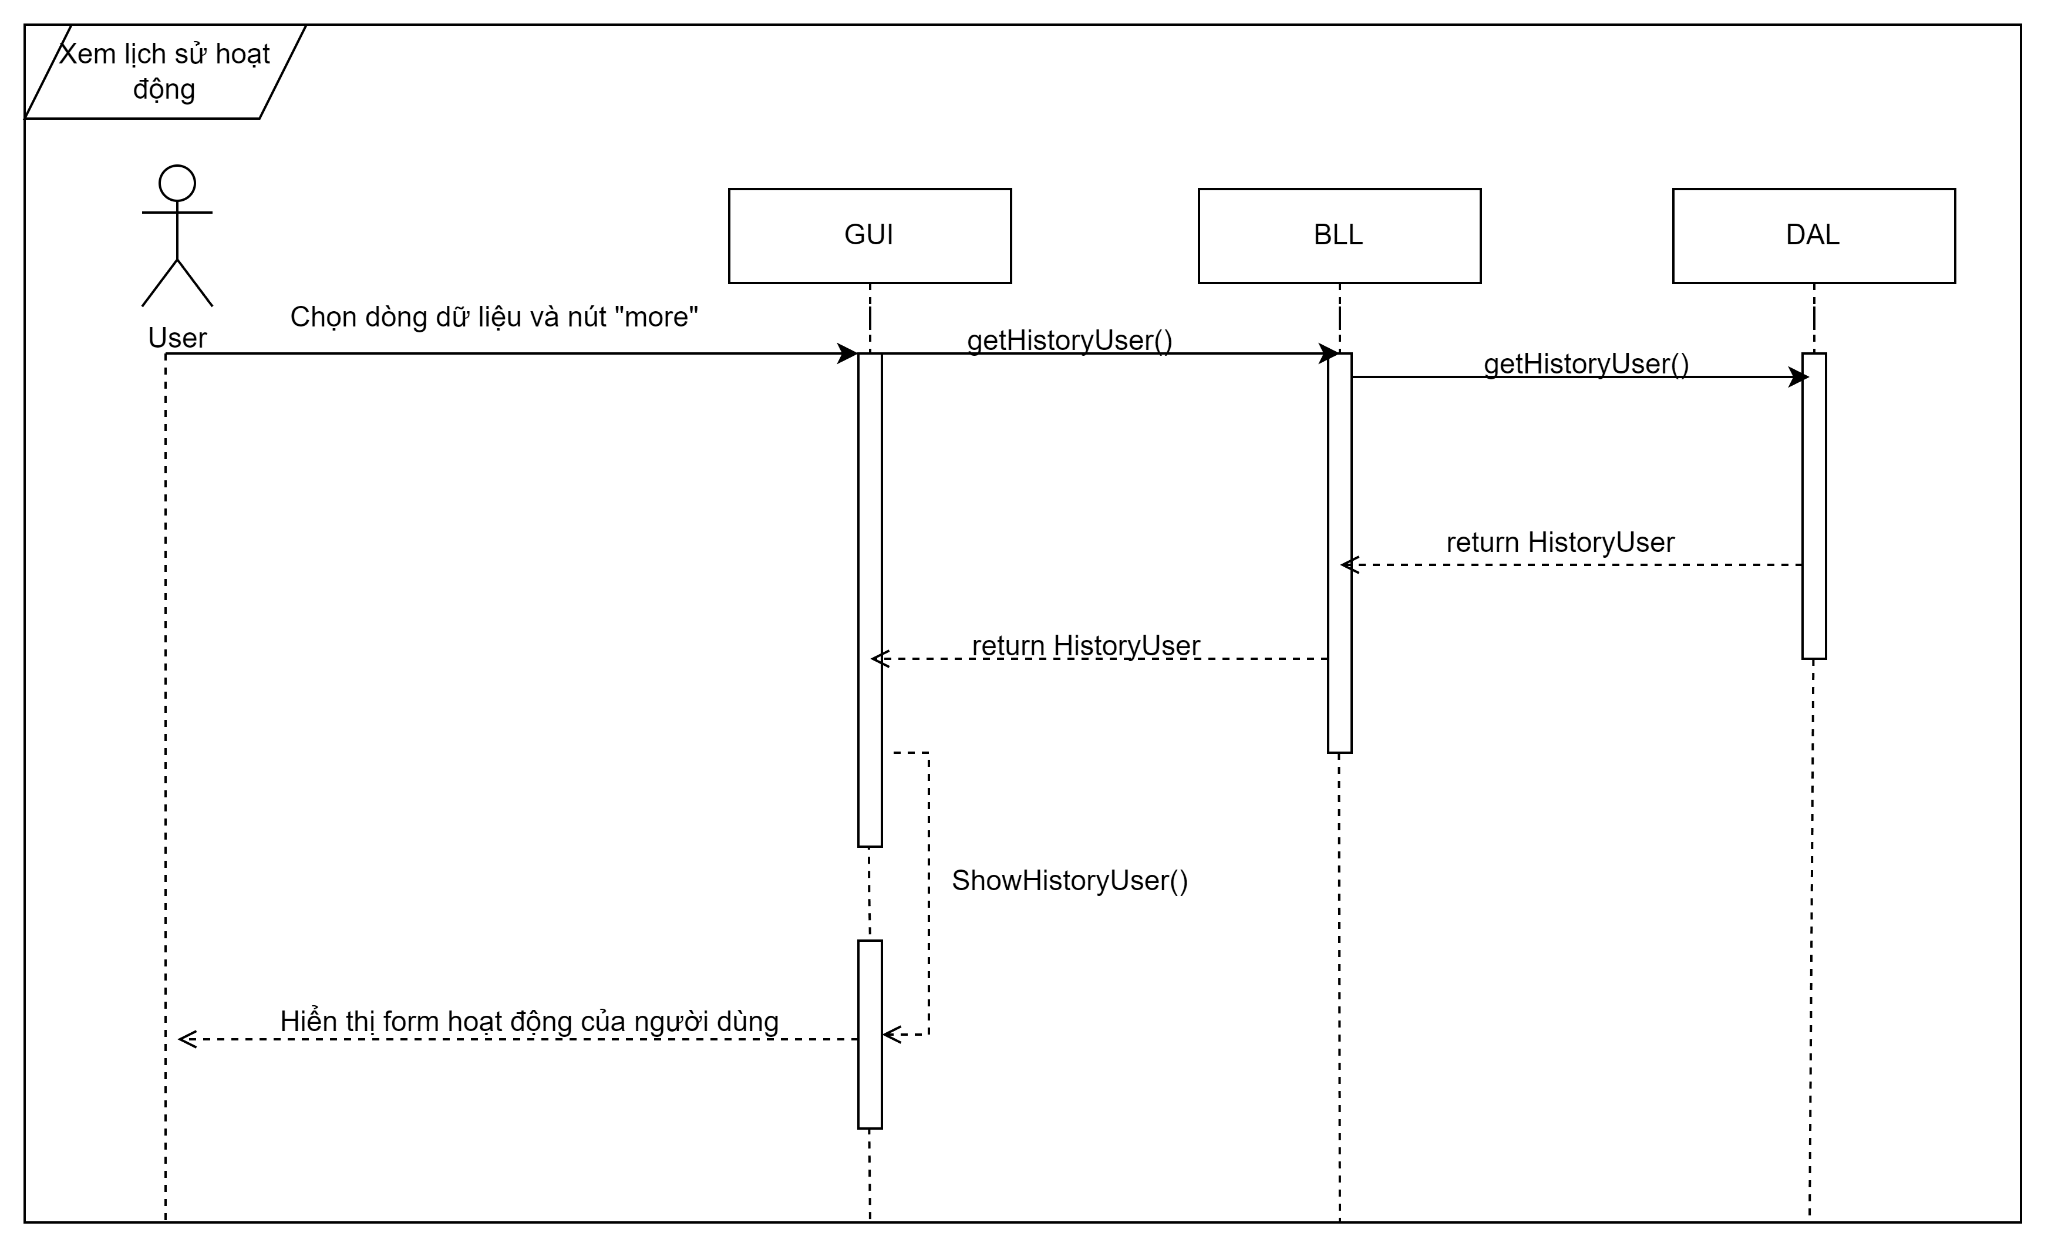 Xem lịch sử hoạt
động
GUI
BLL
DAL
User
Chọn dòng dữ liệu và nút "more"
getHistoryUser()
getHistoryUser()
return HistoryUser
return HistoryUser
ShowHistoryUser()
Hiển thị form hoạt động của người dùng